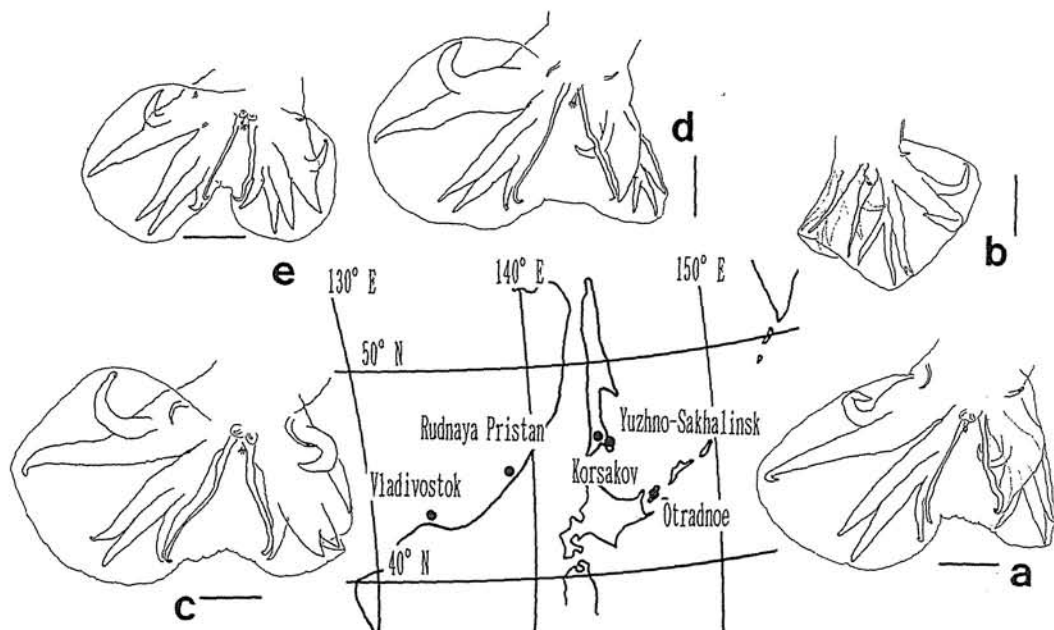 d
b
e
130° E
140° E
150° E
50° N
Rudnaya Pristan
Yuzhno-Sakhalinsk
Vladivostok
Korsakov
Otradnoe
40° N
c
a